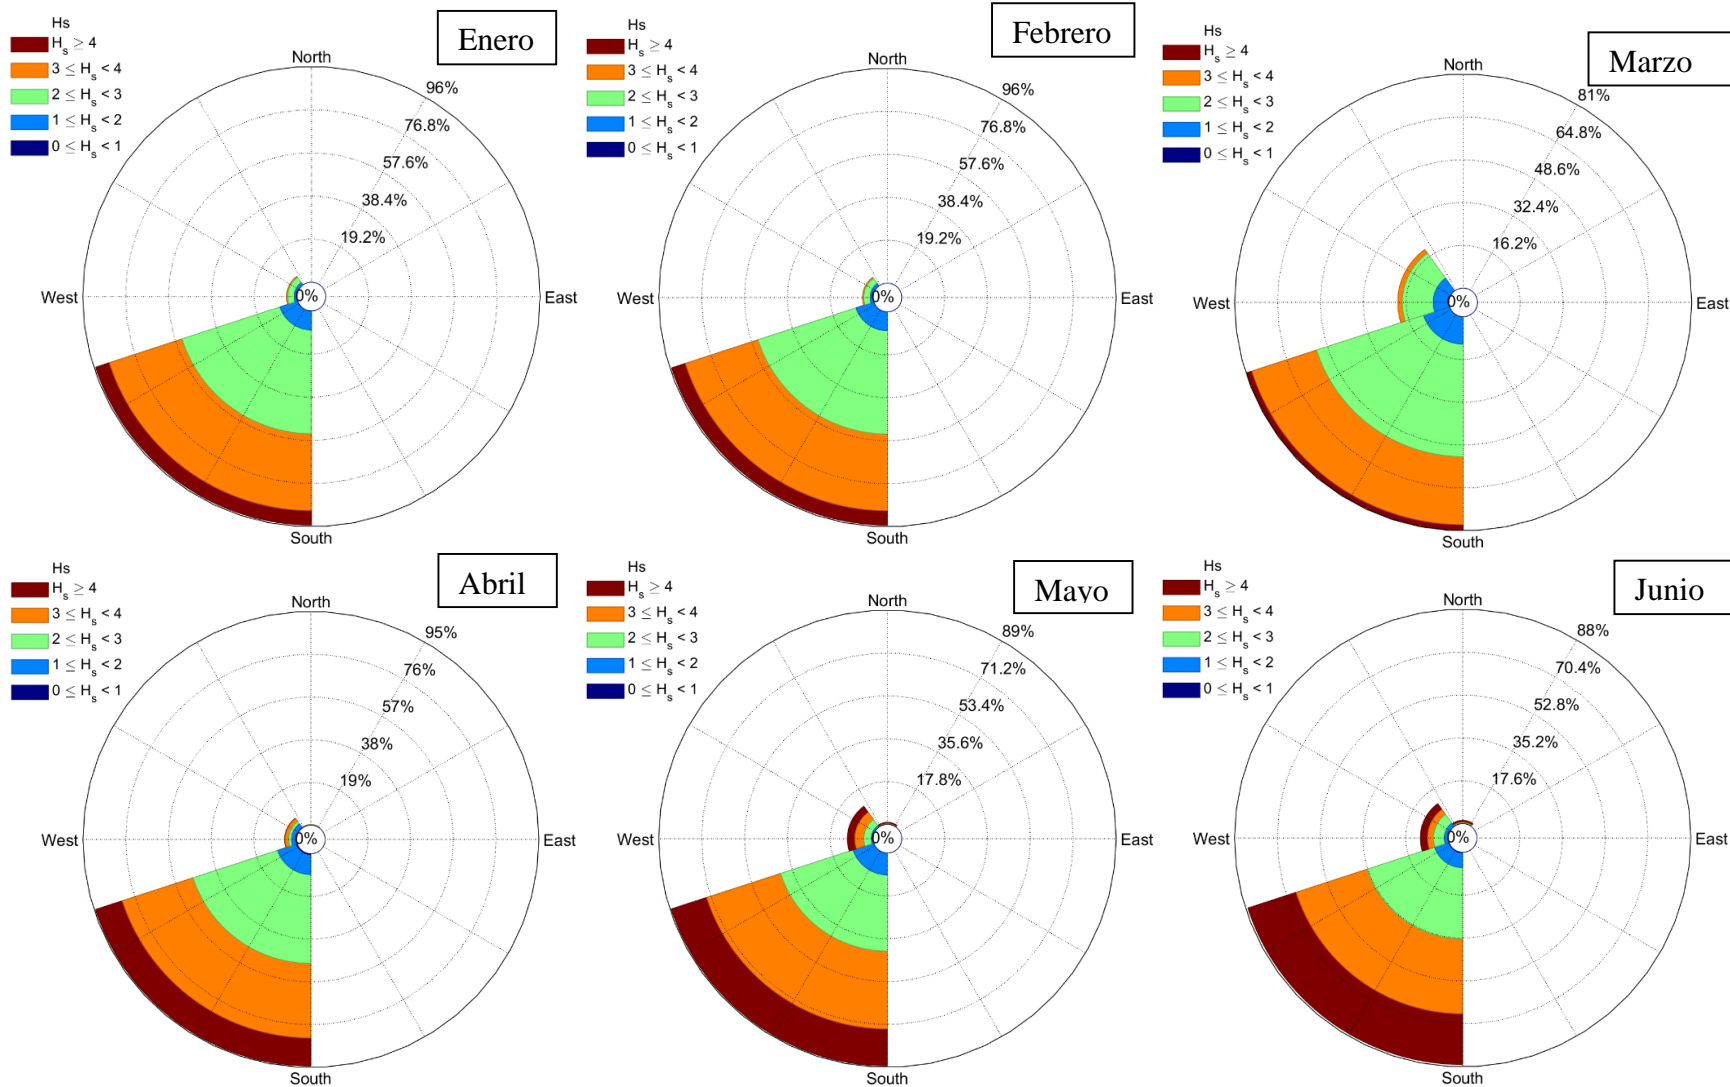 Enero
Hs
Hs ≥ 4
3 ≤ Hs < 4
2 ≤ Hs < 3
1 ≤ Hs < 2
0 ≤ Hs < 1
North
96%
76.8%
57.6%
38.4%
19.2%
0%
West
East
South
Febrero
Hs
Hs ≥ 4
3 ≤ Hs < 4
2 ≤ Hs < 3
1 ≤ Hs < 2
0 ≤ Hs < 1
North
96%
76.8%
57.6%
38.4%
19.2%
0%
West
East
South
Marzo
Hs
Hs ≥ 4
3 ≤ Hs < 4
2 ≤ Hs < 3
1 ≤ Hs < 2
0 ≤ Hs < 1
North
81%
64.8%
48.6%
32.4%
16.2%
0%
West
East
South
Abril
Hs
Hs ≥ 4
3 ≤ Hs < 4
2 ≤ Hs < 3
1 ≤ Hs < 2
0 ≤ Hs < 1
North
95%
76%
57%
38%
19%
0%
West
East
South
Mayo
Hs
Hs ≥ 4
3 ≤ Hs < 4
2 ≤ Hs < 3
1 ≤ Hs < 2
0 ≤ Hs < 1
North
89%
71.2%
53.4%
35.6%
17.8%
0%
West
East
South
Junio
Hs
Hs ≥ 4
3 ≤ Hs < 4
2 ≤ Hs < 3
1 ≤ Hs < 2
0 ≤ Hs < 1
North
88%
70.4%
52.8%
35.2%
17.6%
0%
West
East
South